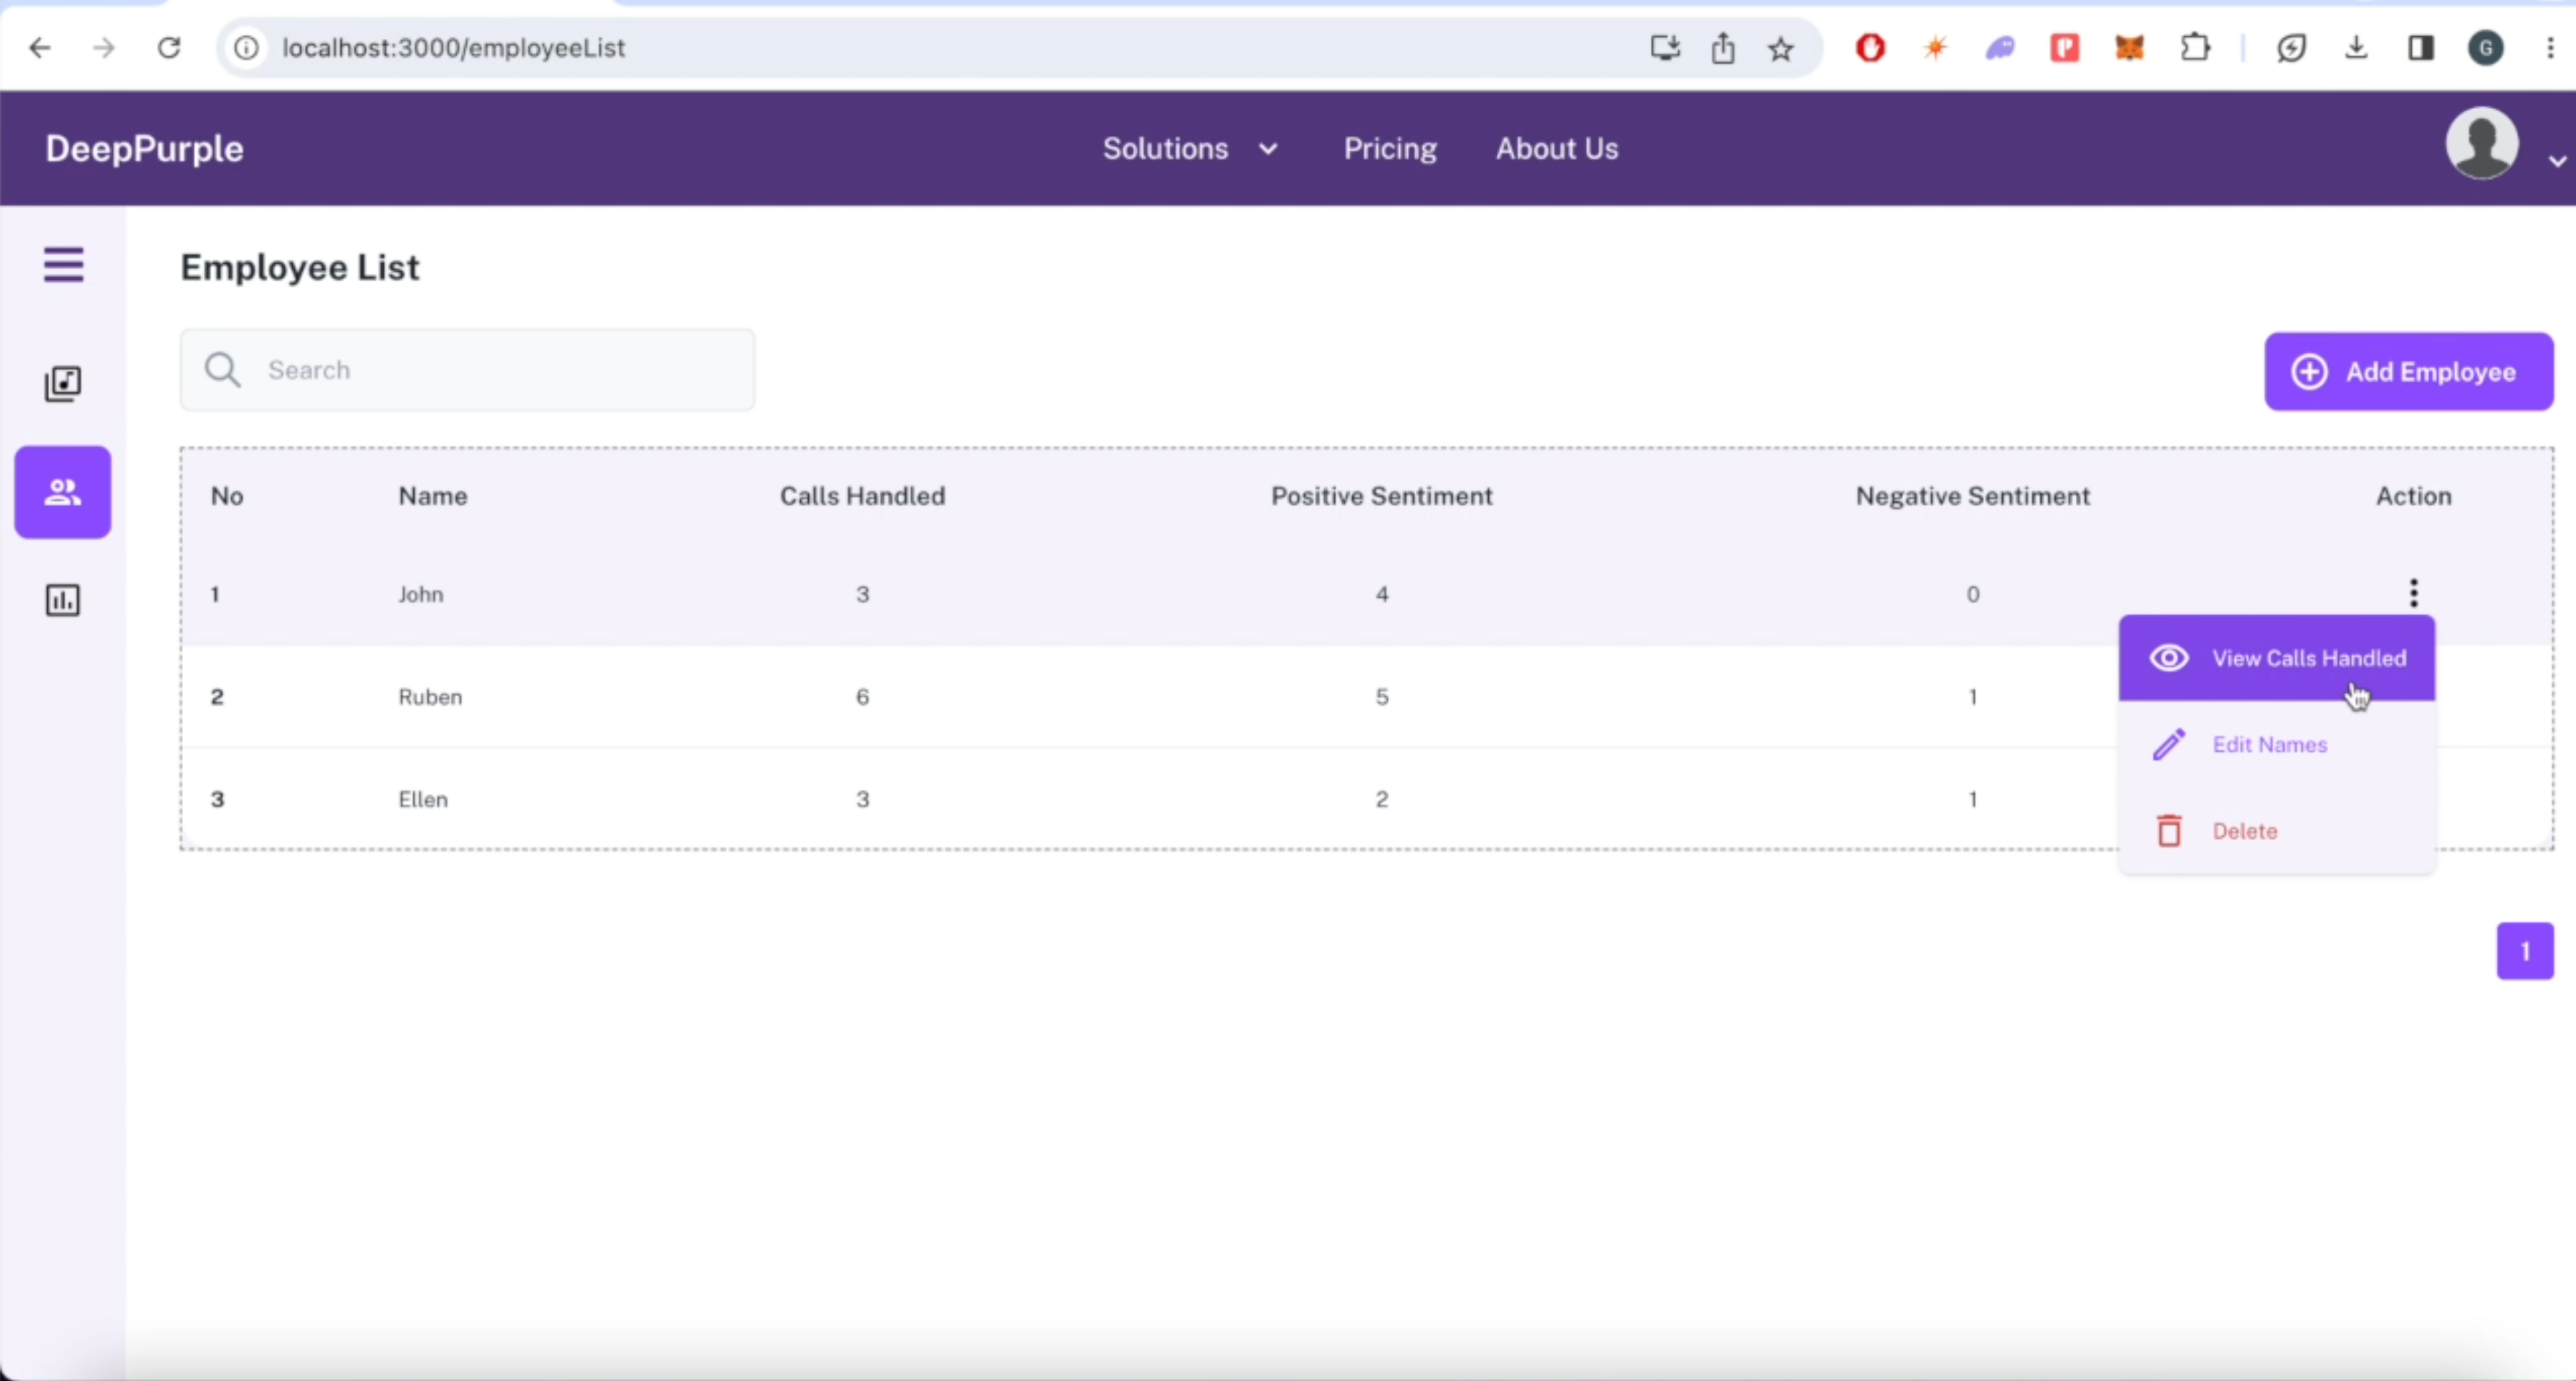 localhost:3000/employeeList
G
DeepPurple
Solutions
Pricing
About Us
Employee List
Search
Add Employee
No Name Calls Handled Positive Sentiment Negative Sentiment Action
1 John 3 4 0
View Calls Handled
2 Ruben 6 5 1
Edit Names
3 Ellen 3 2 1
Delete
1